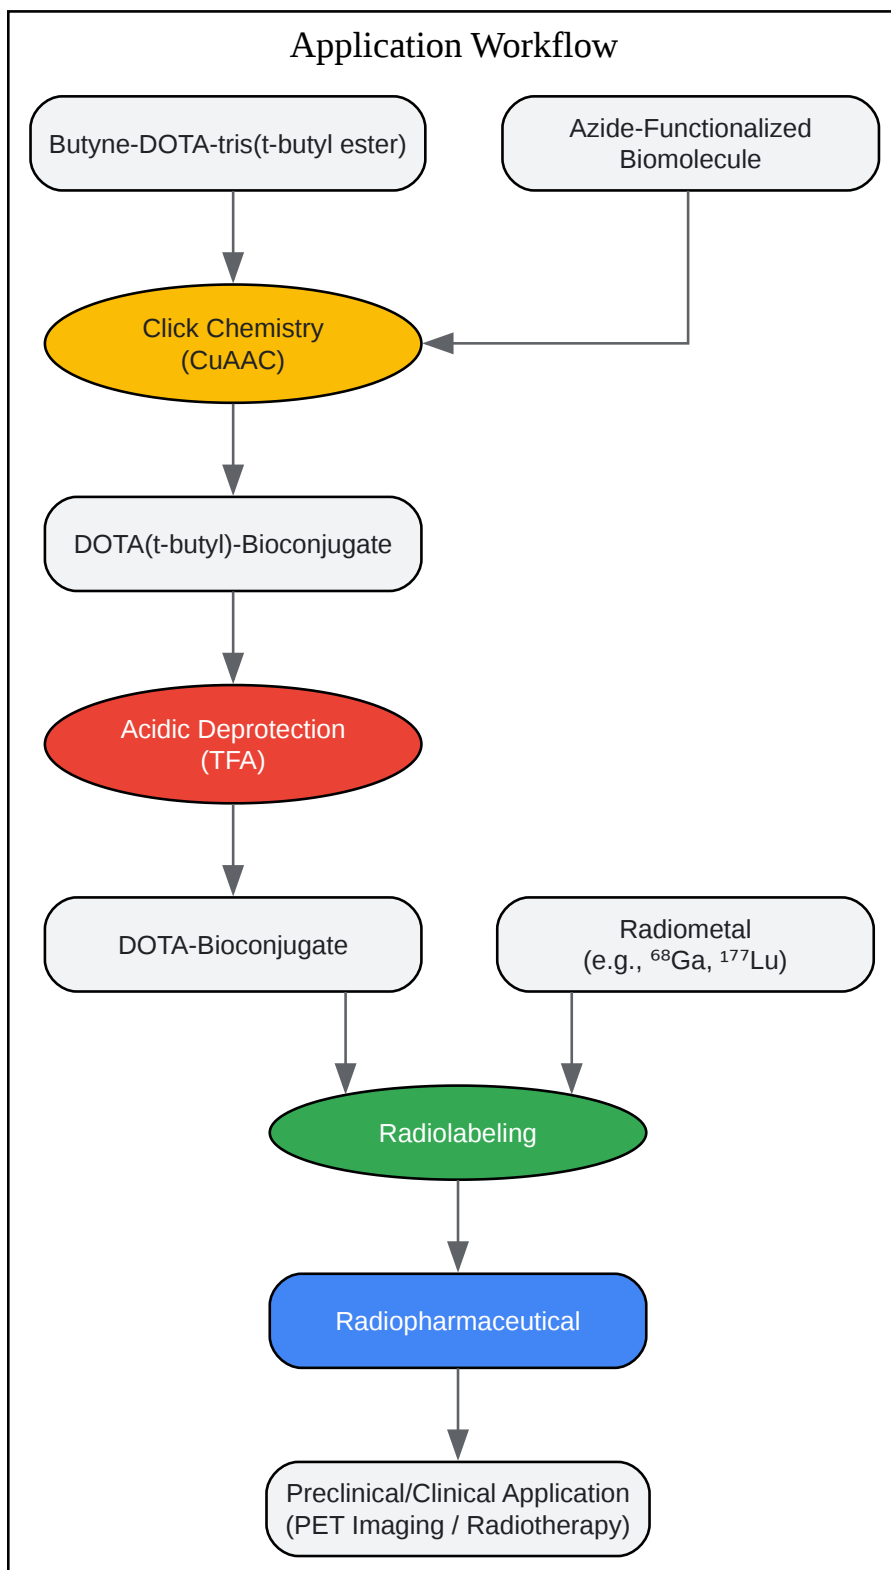 Application Workflow
Butyne-DOTA-tris(t-butyl ester)
Azide-Functionalized
Biomolecule
Click Chemistry
(CuAAC)
DOTA(t-butyl)-Bioconjugate
Acidic Deprotection
(TFA)
DOTA-Bioconjugate
Radiometal
(e.g., ⁶⁸Ga, ¹⁷⁷Lu)
Radiolabeling
Radiopharmaceutical
Preclinical/Clinical Application
(PET Imaging / Radiotherapy)